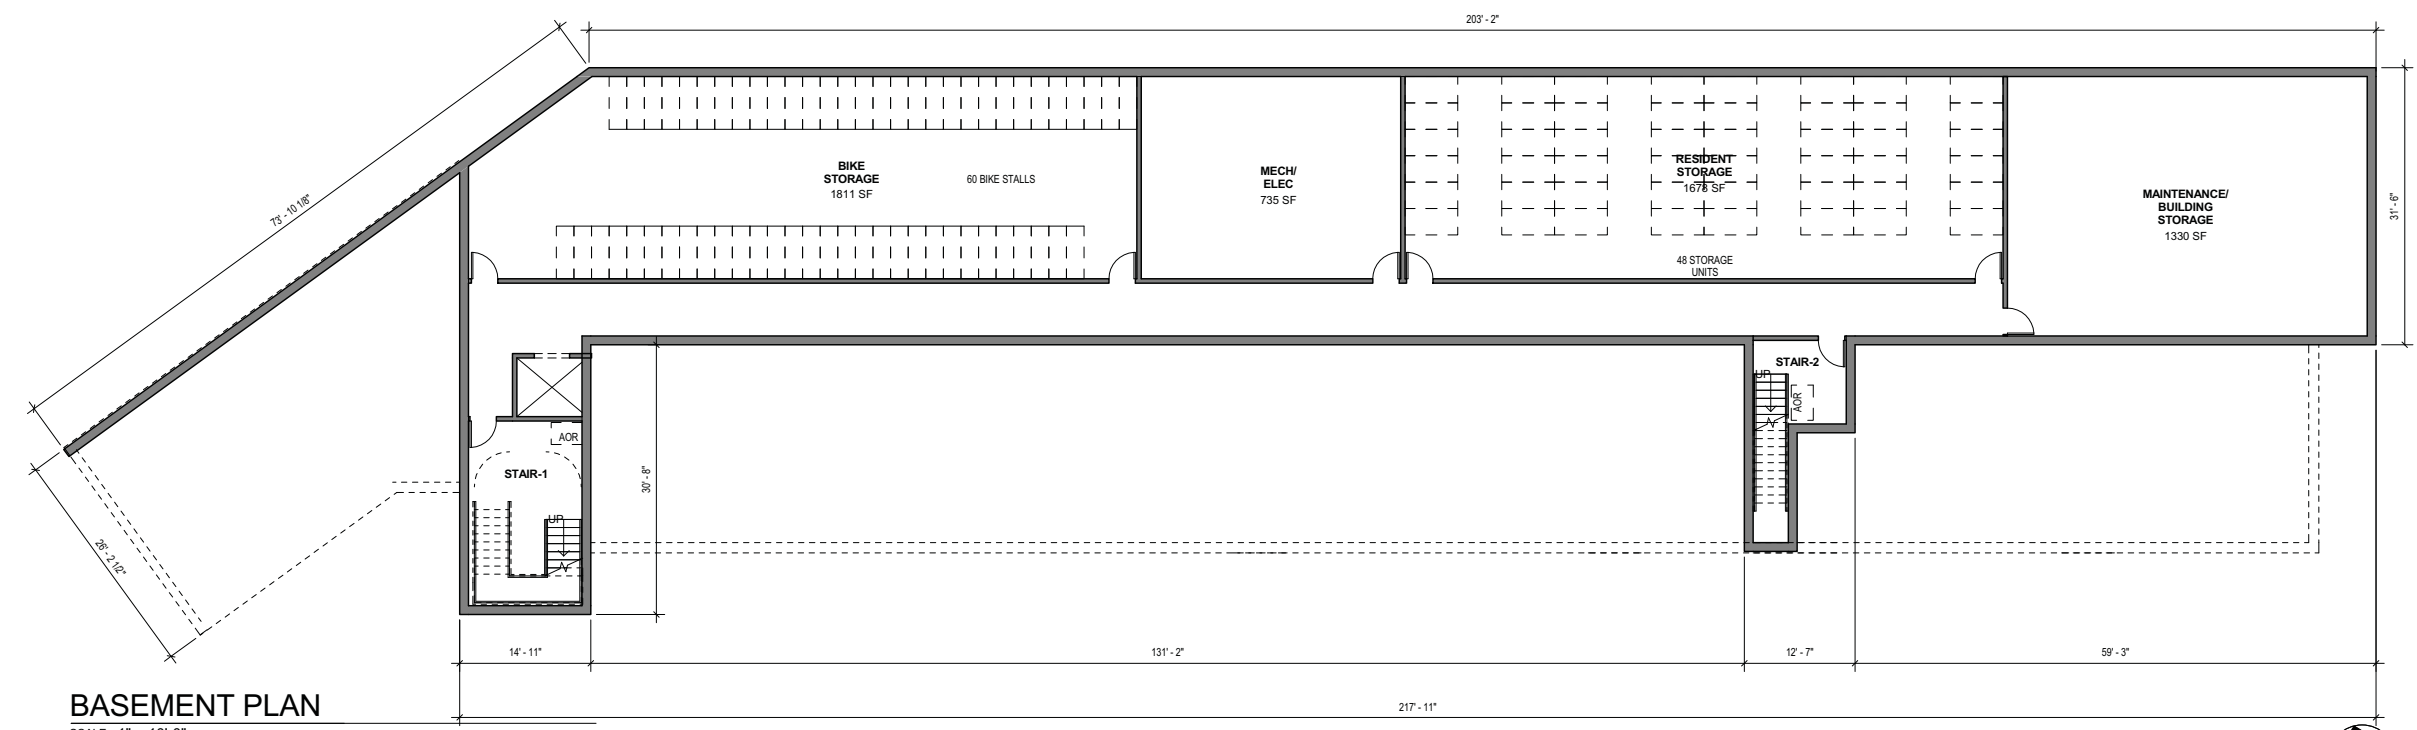 203' - 2"
73' - 10 1/8"
BIKE
STORAGE
1811 SF
60 BIKE STALLS
MECH/
ELEC
735 SF
RESIDENT
STORAGE
1678 SF
48 STORAGE
UNITS
MAINTENANCE/
BUILDING
STORAGE
1330 SF
31' - 6"
STAIR-2
UP
AOR
AOR
STAIR-1
UP
30' - 8"
26' - 2 1/2"
14' - 11"
131' - 2"
12' - 7"
59' - 3"
217' - 11"
BASEMENT PLAN